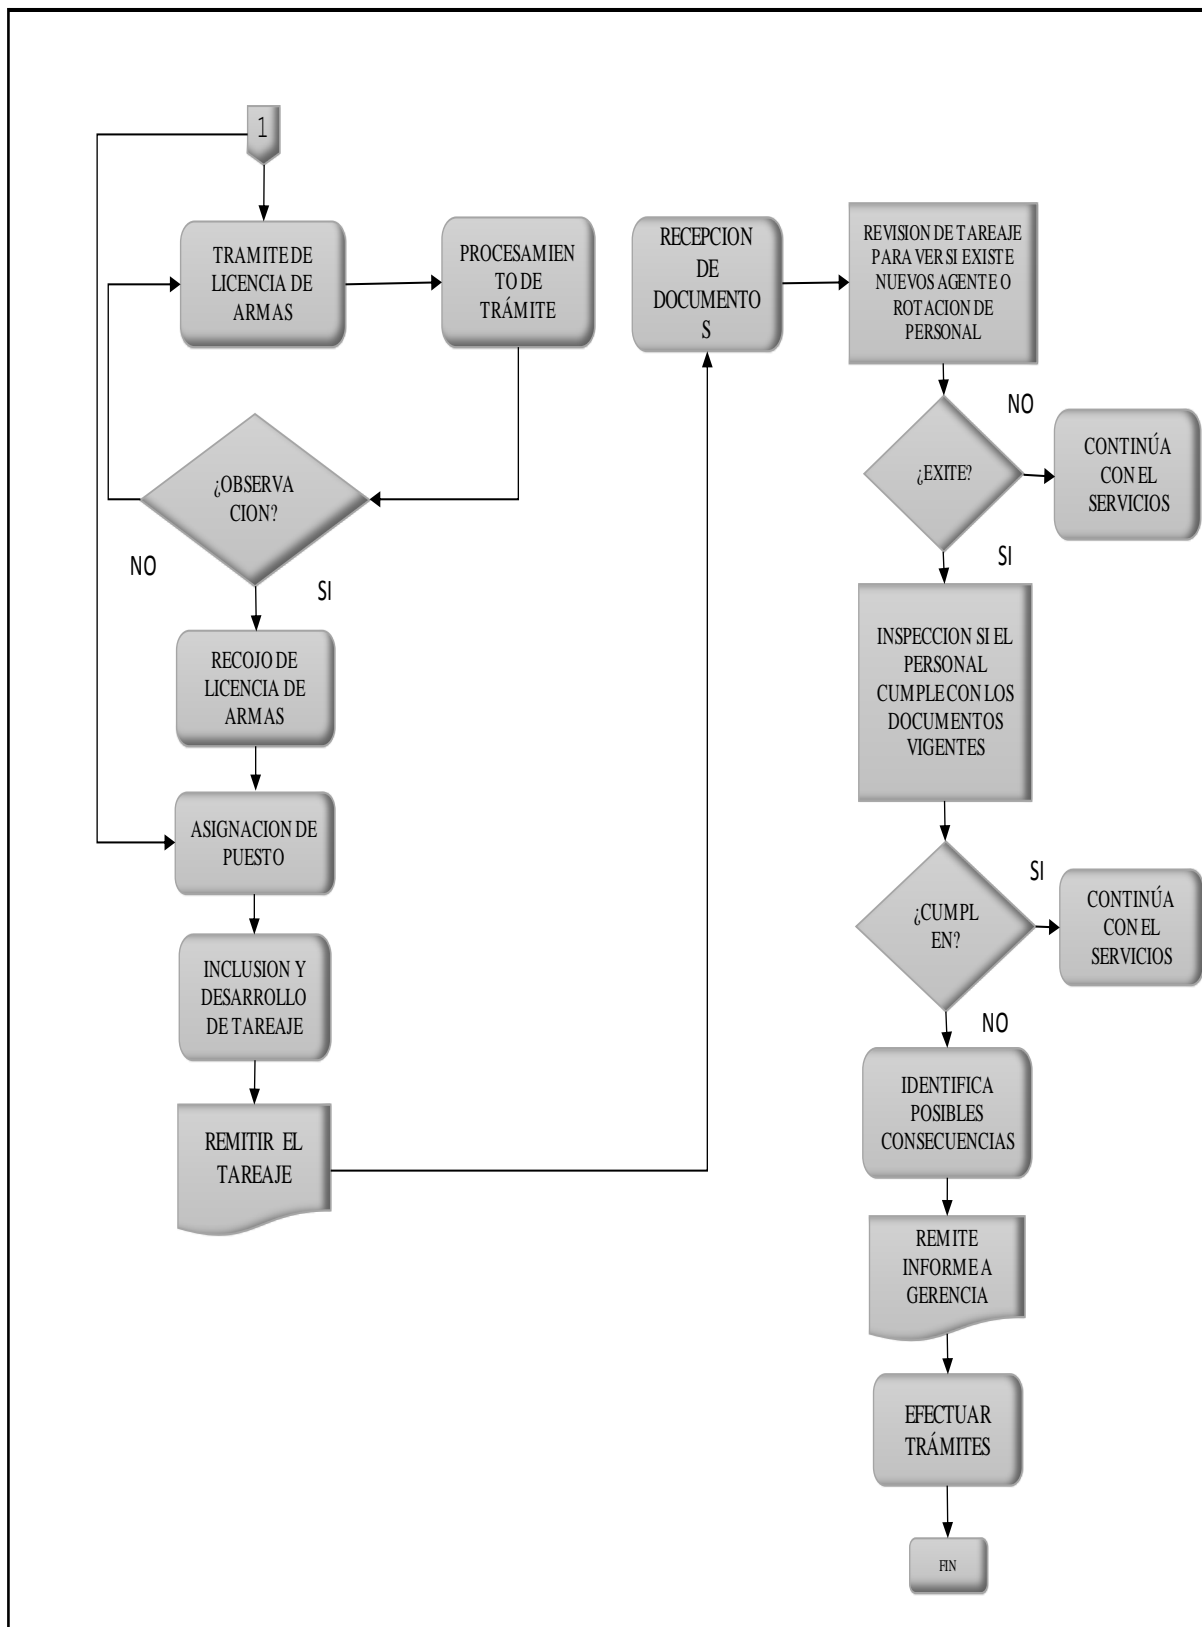 1
TRAMITE DE
LICENCIA DE
ARMAS
PROCESAMIEN
TO DE
TRÁMITE
¿OBSERVA
CION?
NO
SI
RECOJO DE
LICENCIA DE
ARMAS
ASIGNACION DE
PUESTO
INCLUSION Y
DESARROLLO
DE TAREAJE
REMITIR EL
TAREAJE
RECEPCION
DE
DOCUMENTO
S
REVISION DE TAREAJE
PARA VER SI EXISTE
NUEVOS AGENTE O
ROTACION DE
PERSONAL
¿EXITE?
NO
CONTINÚA
CON EL
SERVICIOS
SI
INSPECCION SI EL
PERSONAL
CUMPLE CON LOS
DOCUMENTOS
VIGENTES
¿CUMPL
EN?
SI
CONTINÚA
CON EL
SERVICIOS
NO
IDENTIFICA
POSIBLES
CONSECUENCIAS
REMITE
INFORME A
GERENCIA
EFECTUAR
TRÁMITES
FIN